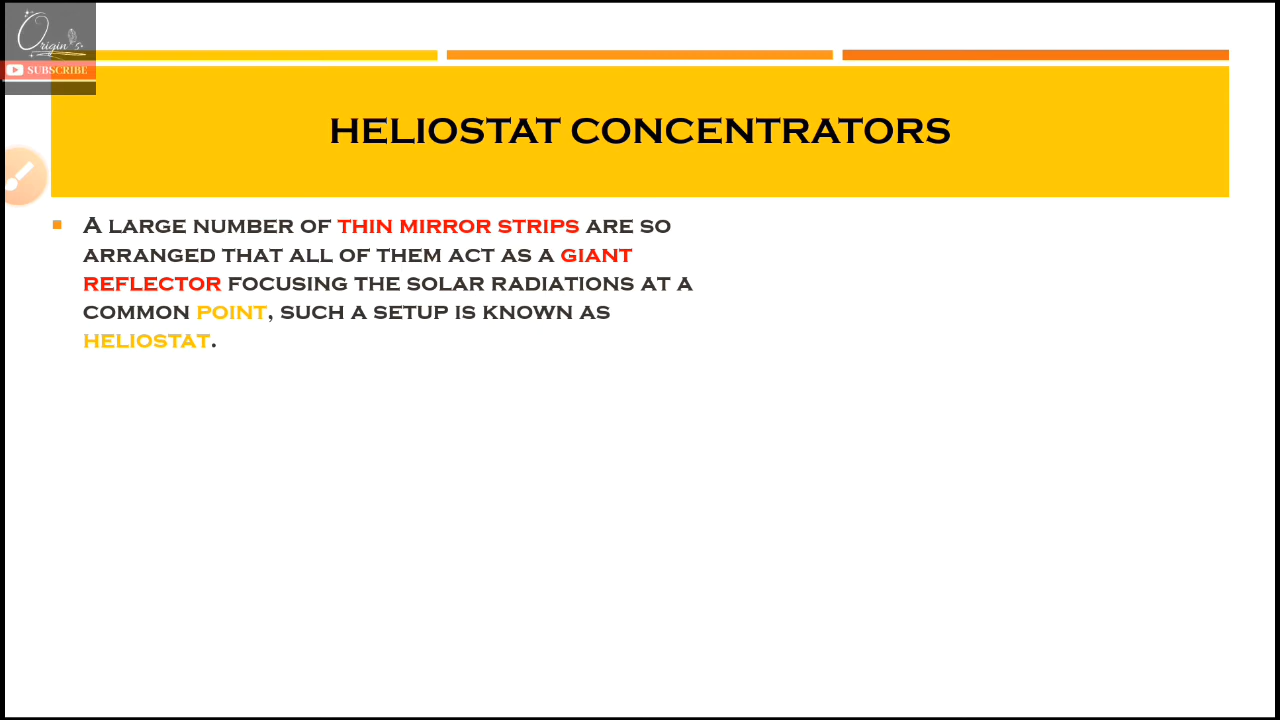 Origin's
SUBSCRIBE
HELIOSTAT CONCENTRATORS
A LARGE NUMBER OF THIN MIRROR STRIPS ARE SO
ARRANGED THAT ALL OF THEM ACT AS A GIANT
REFLECTOR FOCUSING THE SOLAR RADIATIONS AT A
COMMON POINT, SUCH A SETUP IS KNOWN AS
HELIOSTAT.